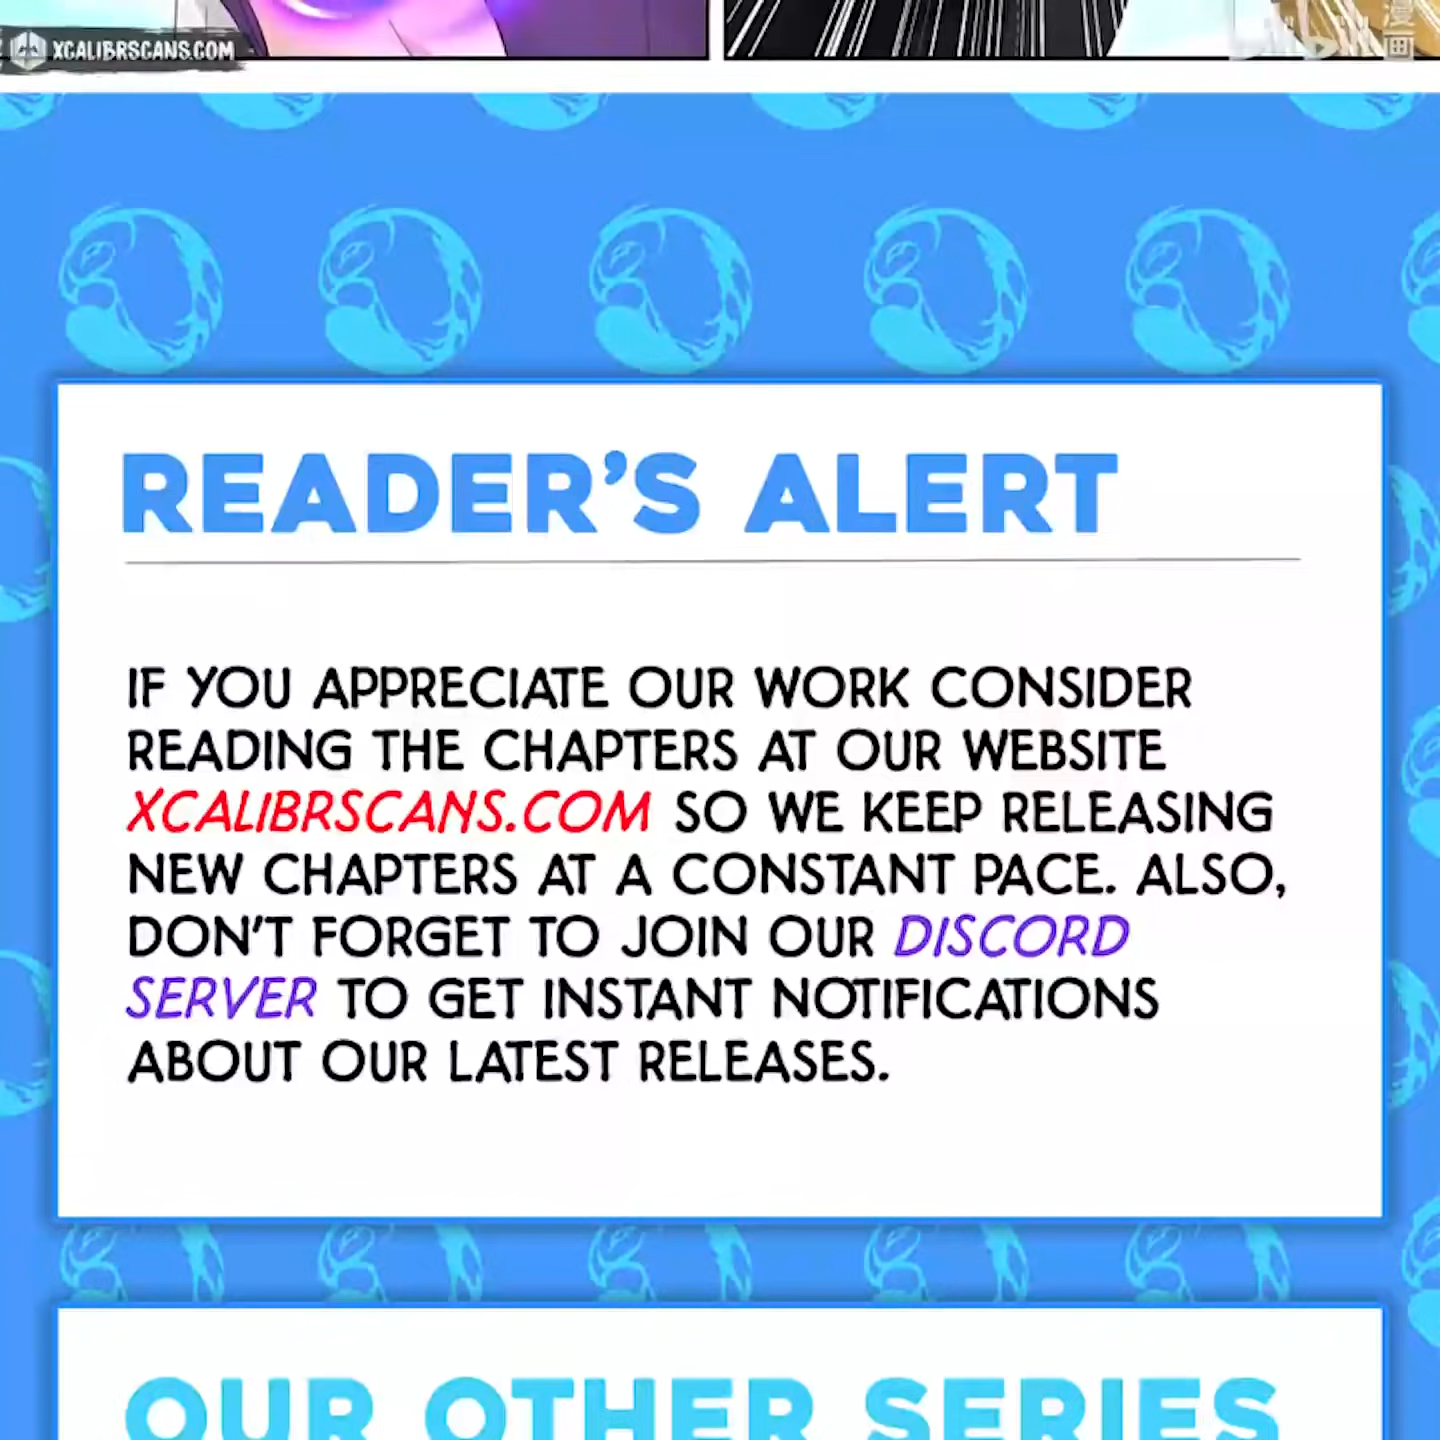 XCALIBRSCANS.COM
漫
画
READER'S ALERT
IF YOU APPRECIATE OUR WORK CONSIDER
READING THE CHAPTERS AT OUR WEBSITE
XCALIBRSCANS.COM SO WE KEEP RELEASING
NEW CHAPTERS AT A CONSTANT PACE. ALSO,
DON'T FORGET TO JOIN OUR DISCORD
SERVER TO GET INSTANT NOTIFICATIONS
ABOUT OUR LATEST RELEASES.
OUR OTHER SERIES